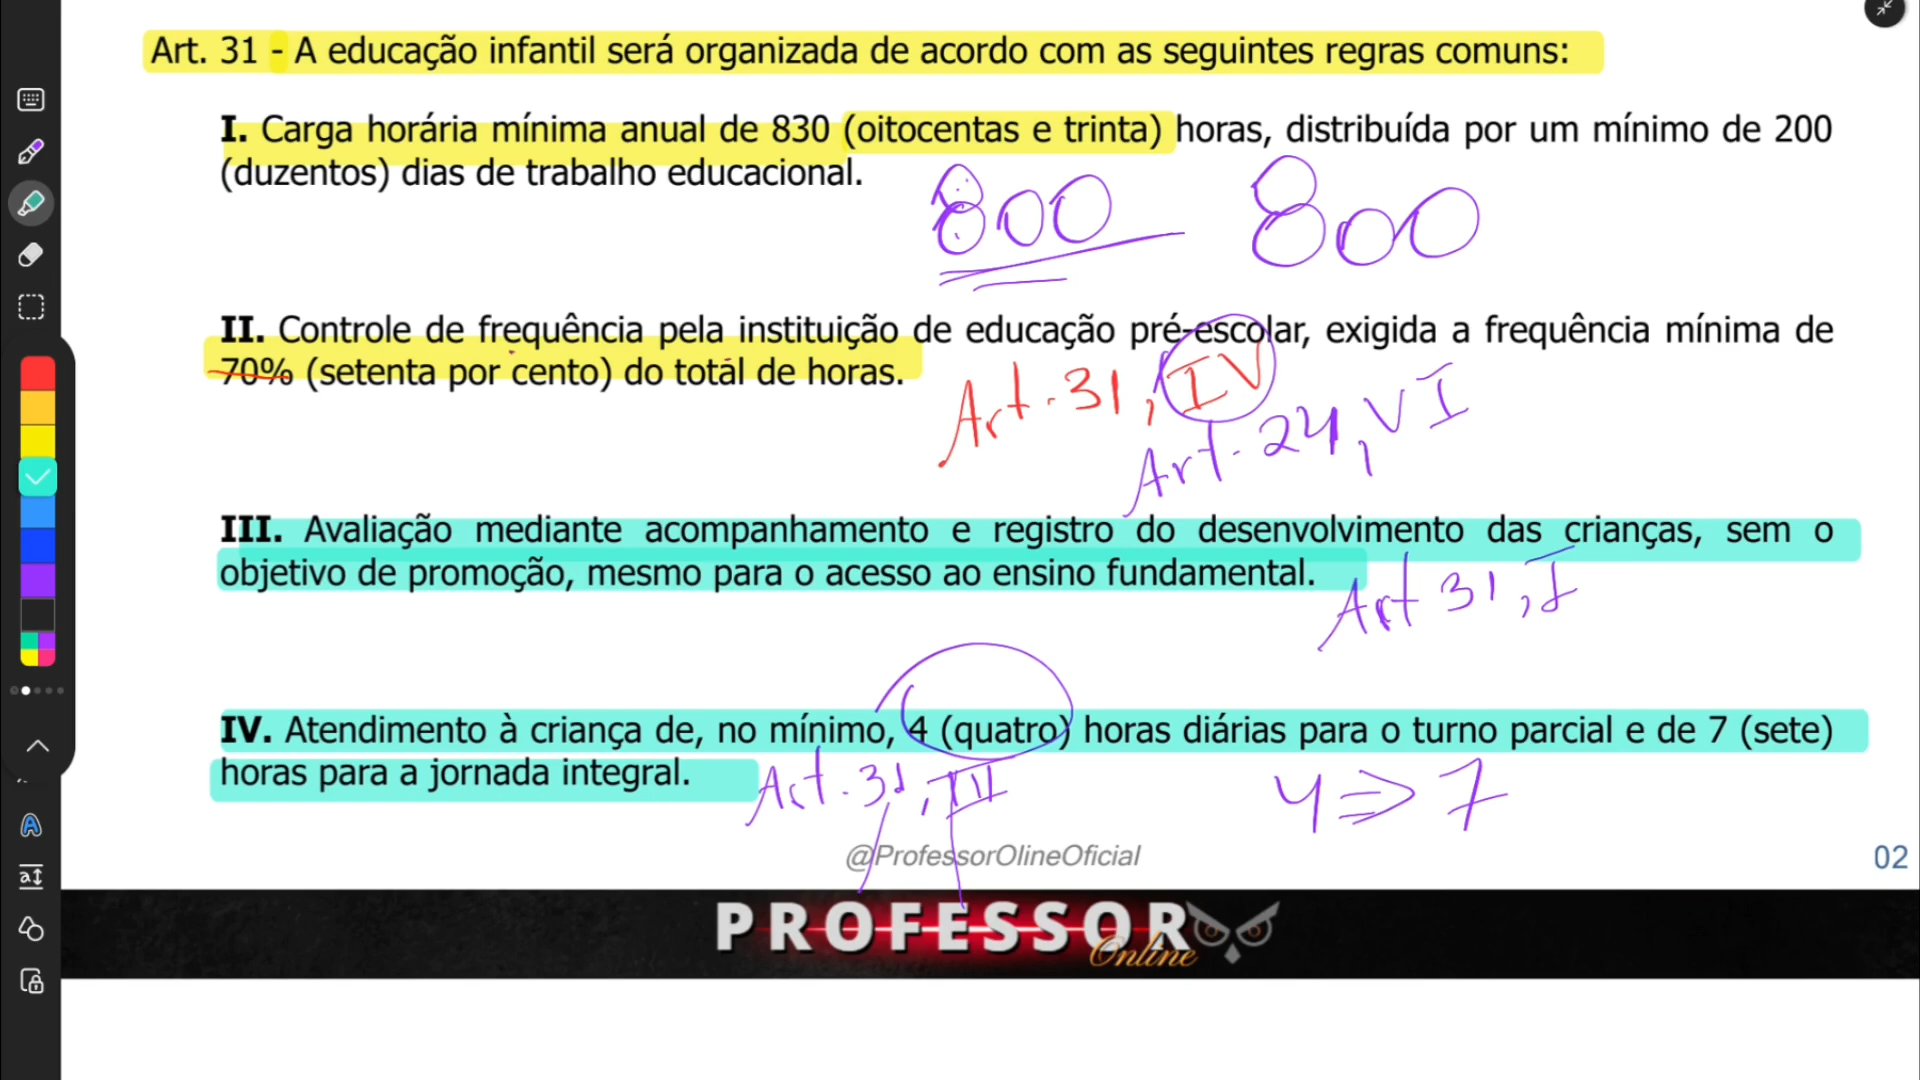 Art. 31 - A educação infantil será organizada de acordo com as seguintes regras comuns:
I. Carga horária mínima anual de 830 (oitocentas e trinta) horas, distribuída por um mínimo de 200
(duzentos) dias de trabalho educacional.
800 800
II. Controle de frequência pela instituição de educação pré-escolar, exigida a frequência mínima de
70% (setenta por cento) do total de horas.
Art. 31, IV
Art. 24, VI
III. Avaliação mediante acompanhamento e registro do desenvolvimento das crianças, sem o
objetivo de promoção, mesmo para o acesso ao ensino fundamental.
Art 31, I
IV. Atendimento à criança de, no mínimo, 4 (quatro) horas diárias para o turno parcial e de 7 (sete)
horas para a jornada integral.
Art. 31, III
4 => 7
@ProfessorOlineOficial
02
PROFESSOR
Online